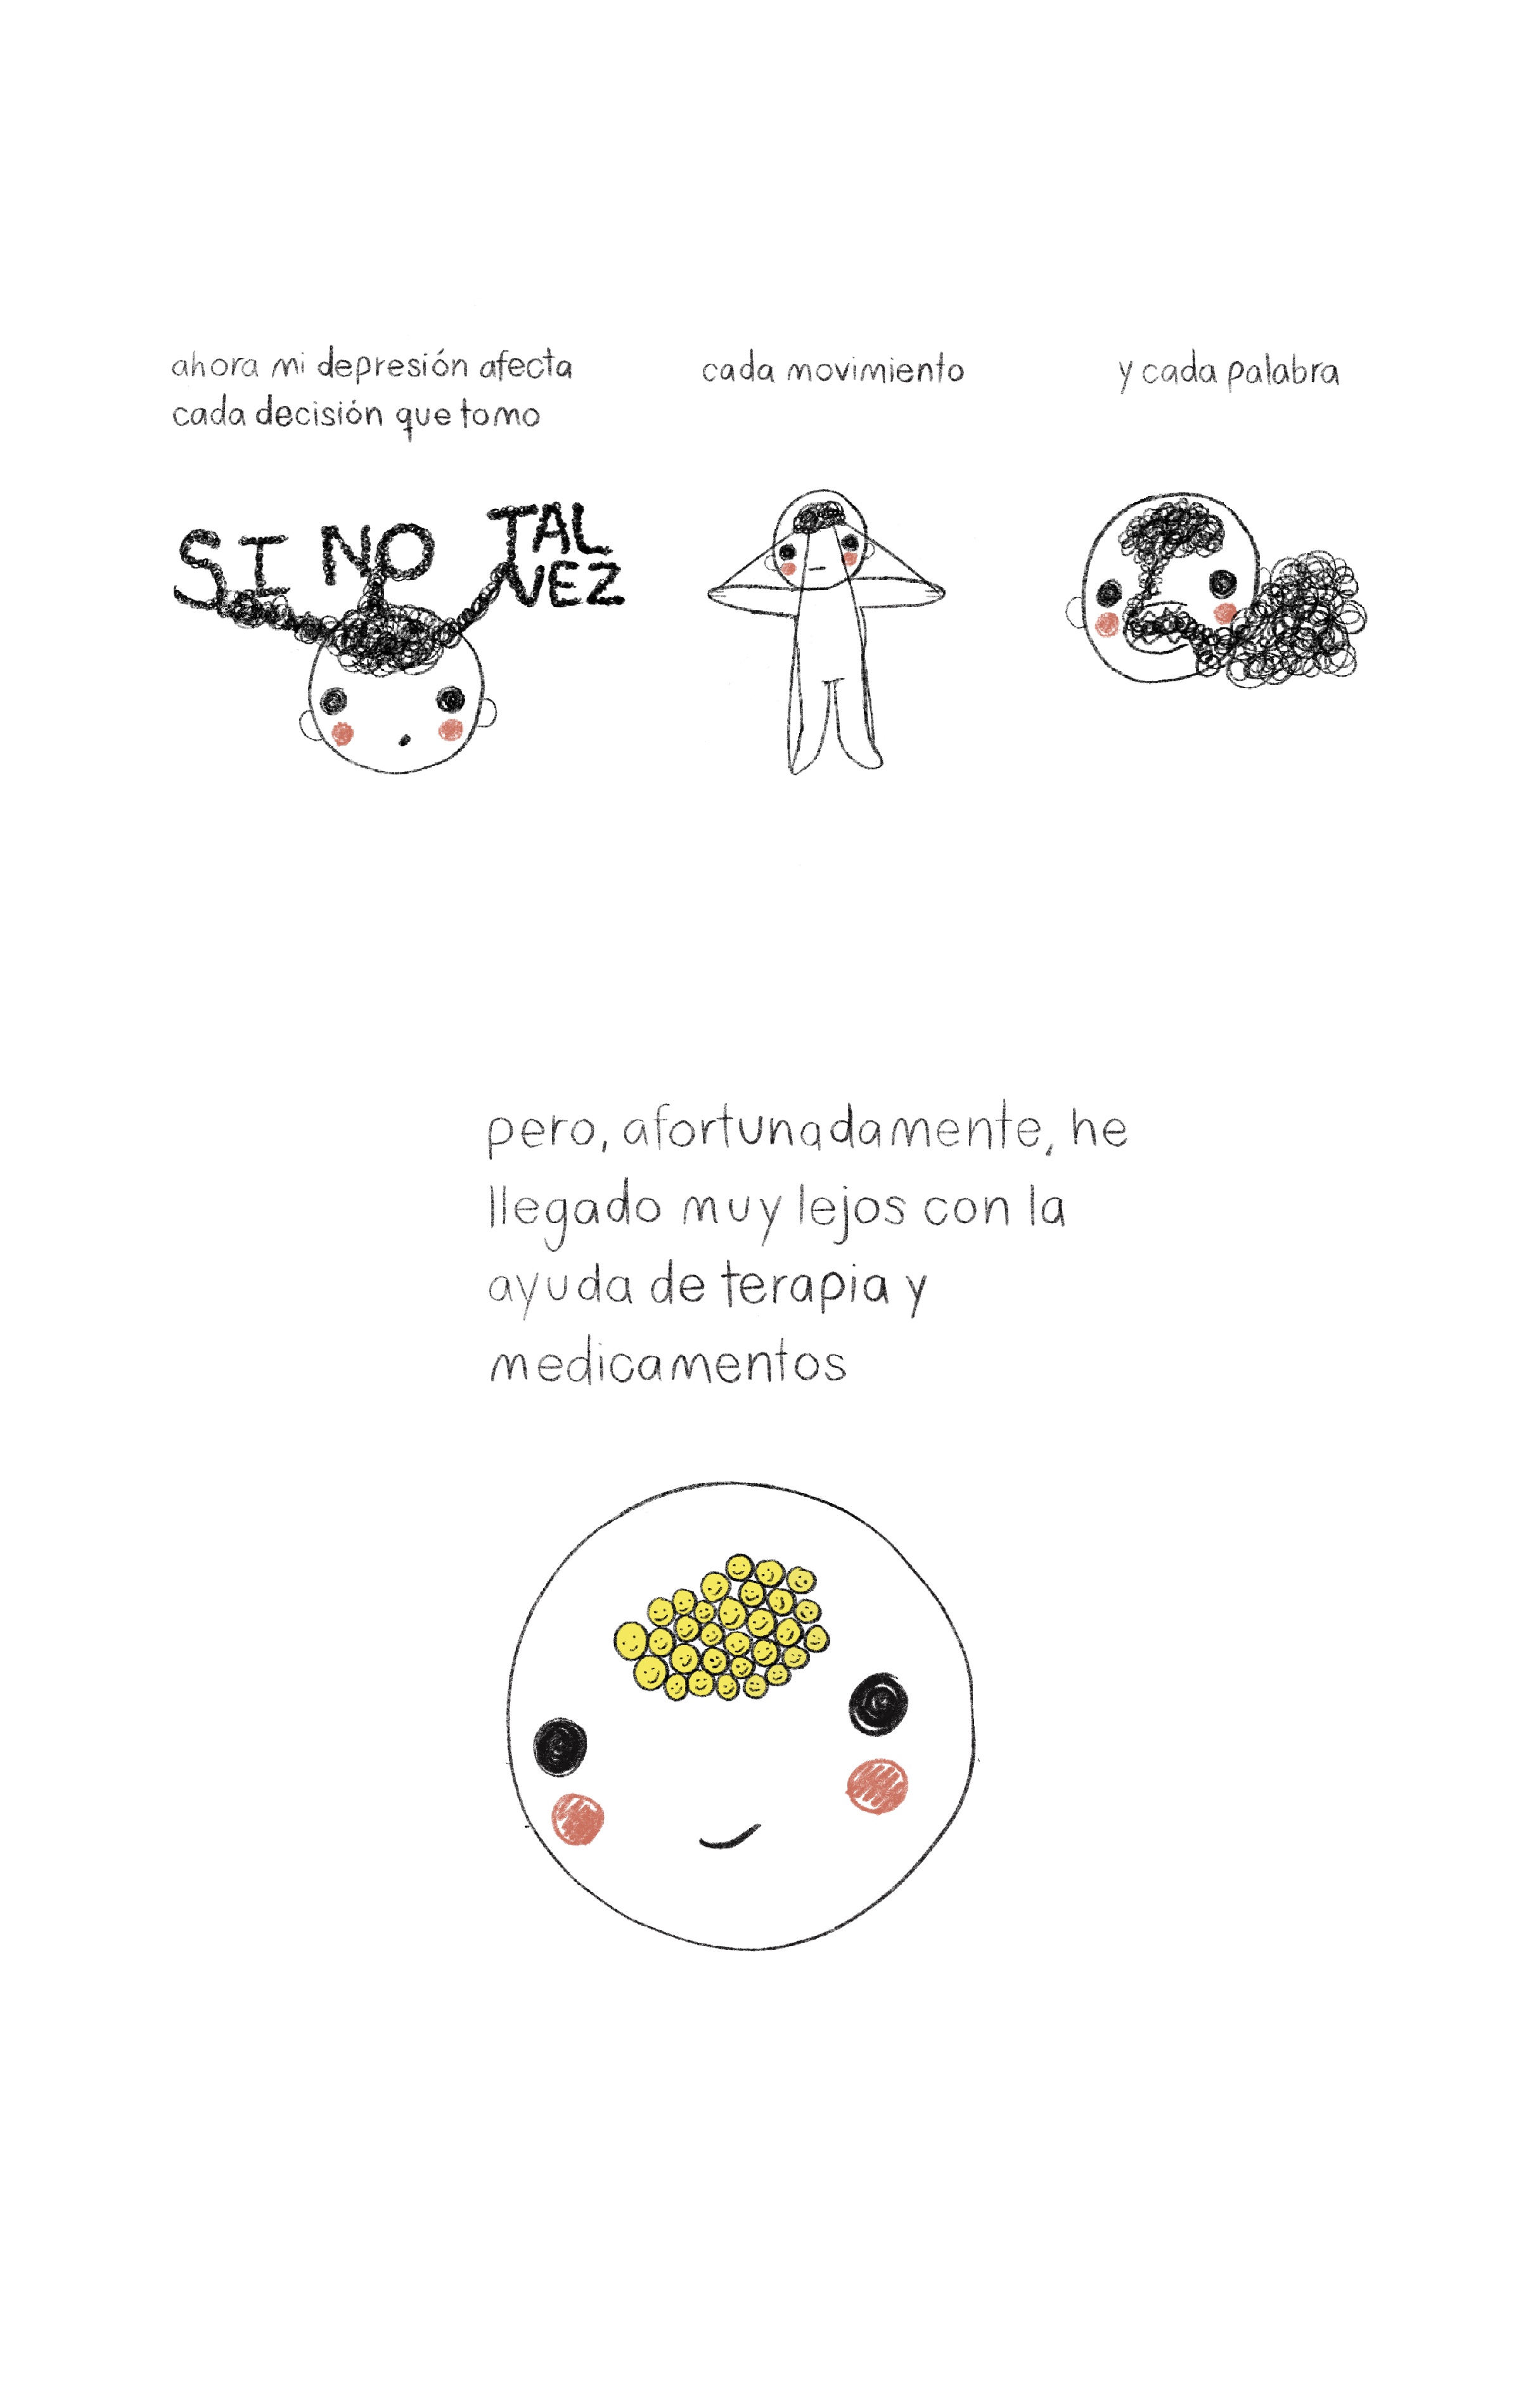 ahora mi depresión afecta
cada decisión que tomo
SI NO TAL
VEZ
cada movimiento
y cada palabra
pero, afortunadamente, he
llegado muy lejos con la
ayuda de terapia y
medicamentos